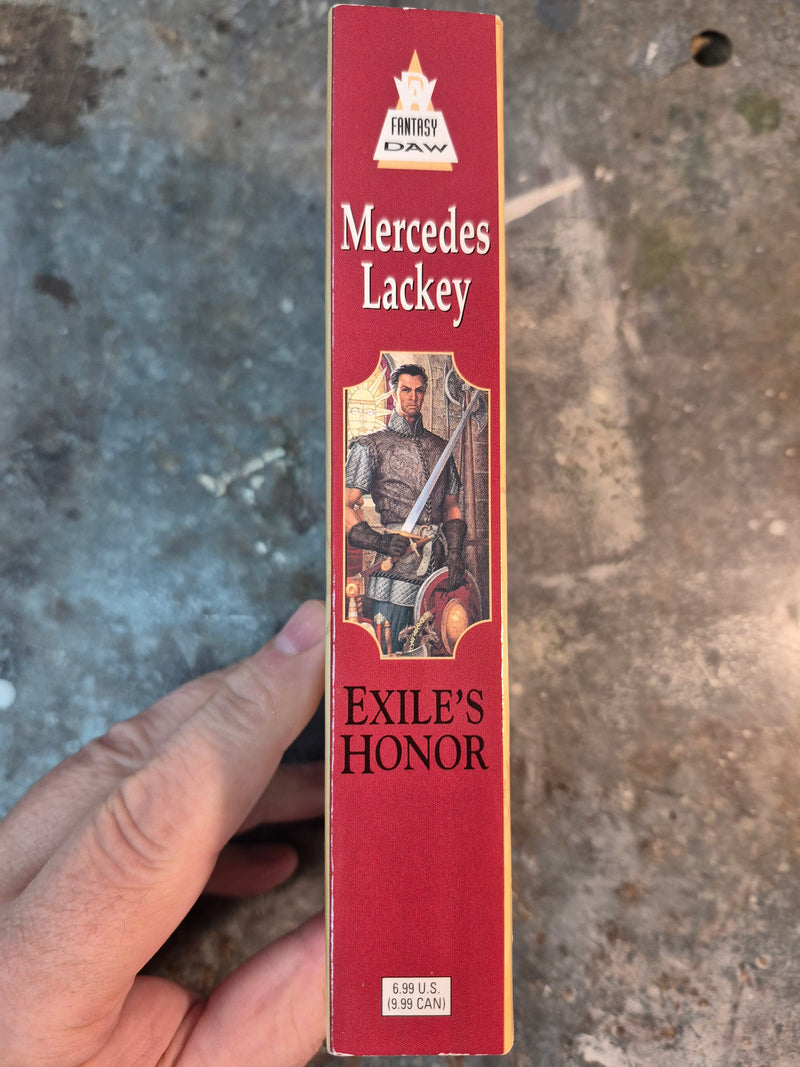 DAW
FANTASY
DAW
Mercedes
Lackey
EXILE'S
HONOR
6.99 U.S.
(9.99 CAN)